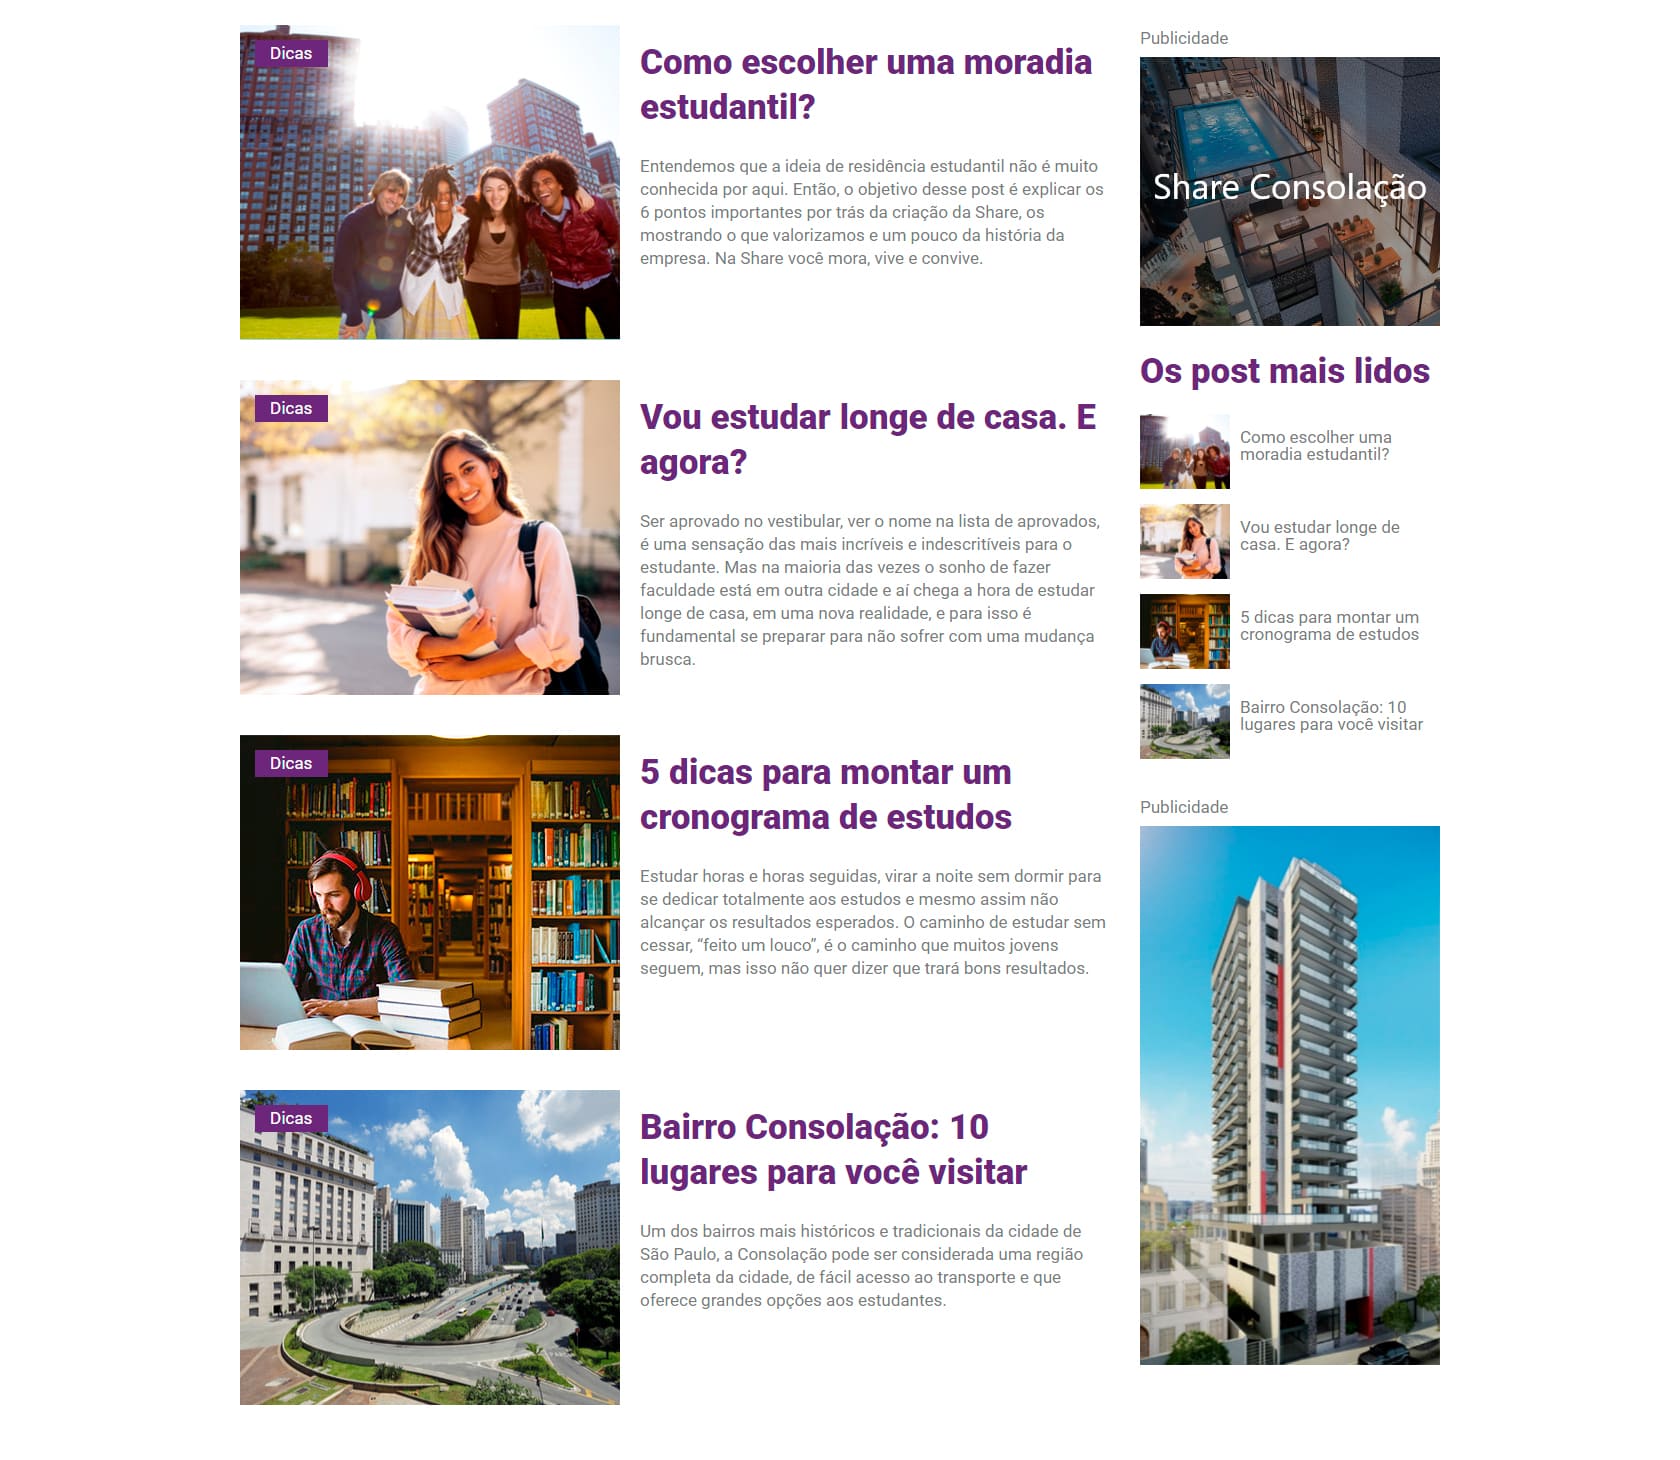 Dicas
Como escolher uma moradia
estudantil?
Entendemos que a ideia de residência estudantil não é muito
conhecida por aqui. Então, o objetivo desse post é explicar os
6 pontos importantes por trás da criação da Share, os
mostrando o que valorizamos e um pouco da história da
empresa. Na Share você mora, vive e convive.
Dicas
Vou estudar longe de casa. E
agora?
Ser aprovado no vestibular, ver o nome na lista de aprovados,
é uma sensação das mais incríveis e indescritíveis para o
estudante. Mas na maioria das vezes o sonho de fazer
faculdade está em outra cidade e aí chega a hora de estudar
longe de casa, em uma nova realidade, e para isso é
fundamental se preparar para não sofrer com uma mudança
brusca.
Dicas
5 dicas para montar um
cronograma de estudos
Estudar horas e horas seguidas, virar a noite sem dormir para
se dedicar totalmente aos estudos e mesmo assim não
alcançar os resultados esperados. O caminho de estudar sem
cessar, “feito um louco”, é o caminho que muitos jovens
seguem, mas isso não quer dizer que trará bons resultados.
Dicas
Bairro Consolação: 10
lugares para você visitar
Um dos bairros mais históricos e tradicionais da cidade de
São Paulo, a Consolação pode ser considerada uma região
completa da cidade, de fácil acesso ao transporte e que
oferece grandes opções aos estudantes.
Publicidade
Share Consolação
Os post mais lidos
Como escolher uma
moradia estudantil?
Vou estudar longe de
casa. E agora?
5 dicas para montar um
cronograma de estudos
Bairro Consolação: 10
lugares para você visitar
Publicidade